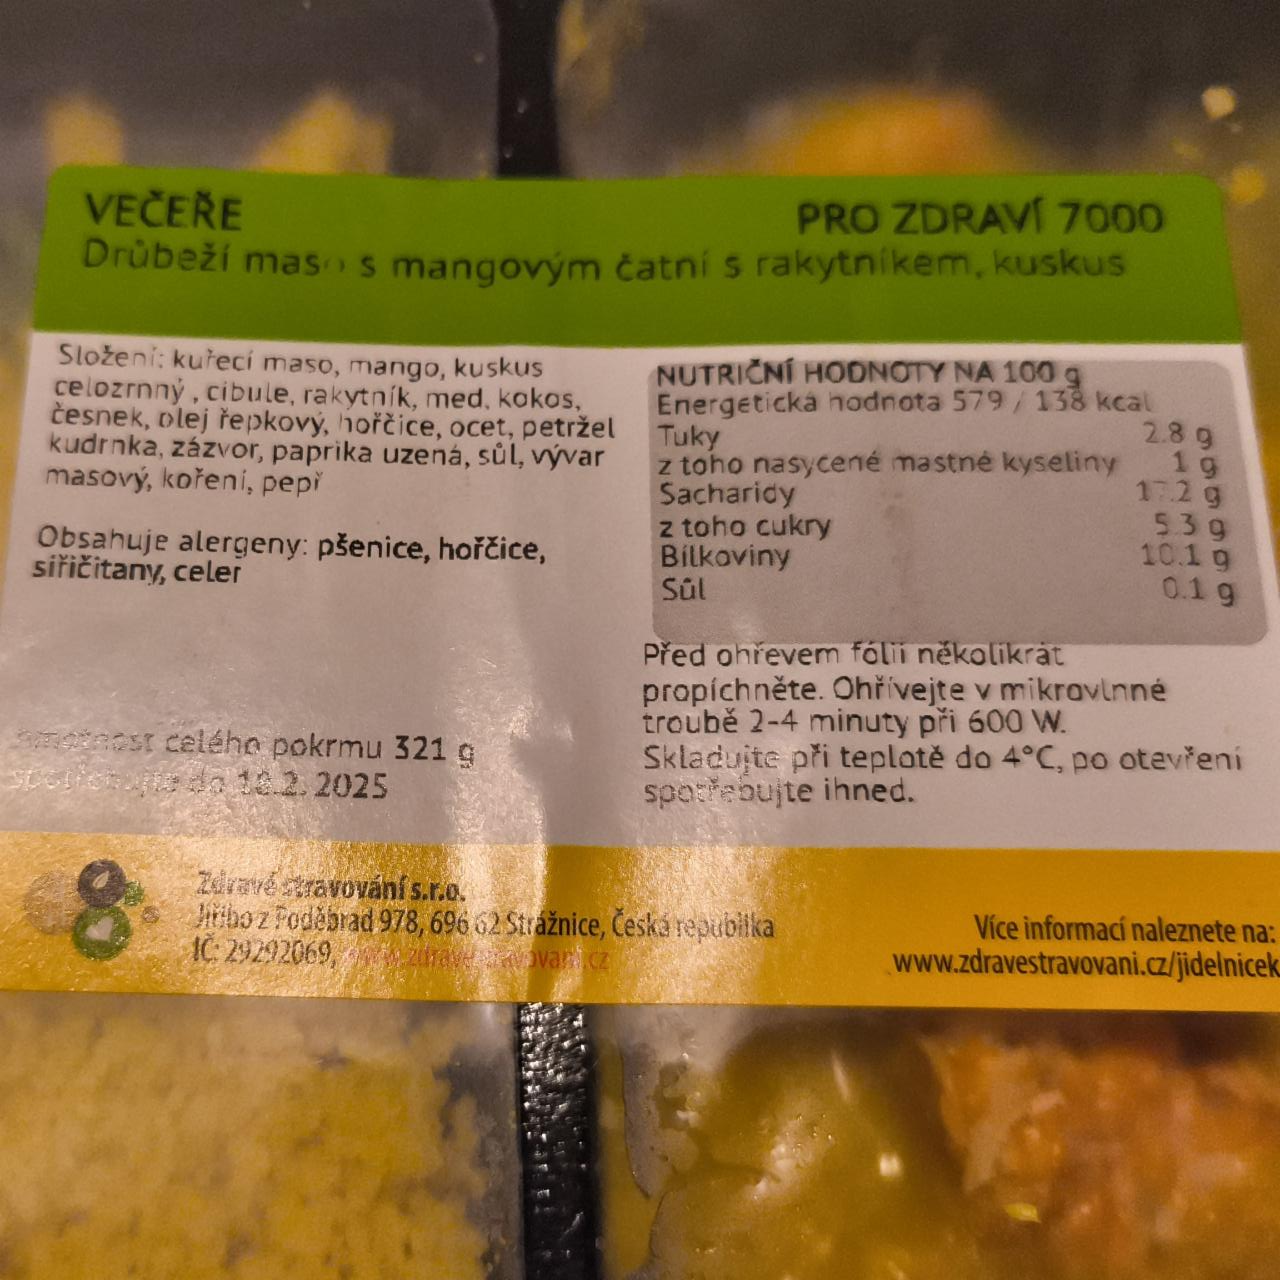 VEČEŘE
PRO ZDRAVÍ 7000
Drůbeží maso s mangovým čatní s rakytníkem, kuskus
Složení: kuřecí maso, mango, kuskus
celozrnný , cibule, rakytník, med, kokos,
česnek, olej řepkový, hořčice, ocet, petržel
kudrnka, zázvor, paprika uzená, sůl, vývar
masový, koření, pepř
Obsahuje alergeny: pšenice, hořčice,
siřičitany, celer
hmotnost celého pokrmu 321 g
spotřebujte do 18.2. 2025
NUTRIČNÍ HODNOTY NA 100 g
Energetická hodnota 579 / 138 kcal
Tuky 2.8 g
z toho nasycené mastné kyseliny 1 g
Sacharidy 17.2 g
z toho cukry 5.3 g
Bílkoviny 10.1 g
Sůl 0.1 g
Před ohřevem fólii několikrát
propíchněte. Ohřívejte v mikrovlnné
troubě 2-4 minuty při 600 W.
Skladujte při teplotě do 4°C, po otevření
spotřebujte ihned.
Zdravé stravování s.r.o.
Jiřího z Poděbrad 978, 696 62 Strážnice, Česká republika
IČ: 29292069, www.zdravestravovani.cz
Více informací naleznete na:
www.zdravestravovani.cz/jidelnicek